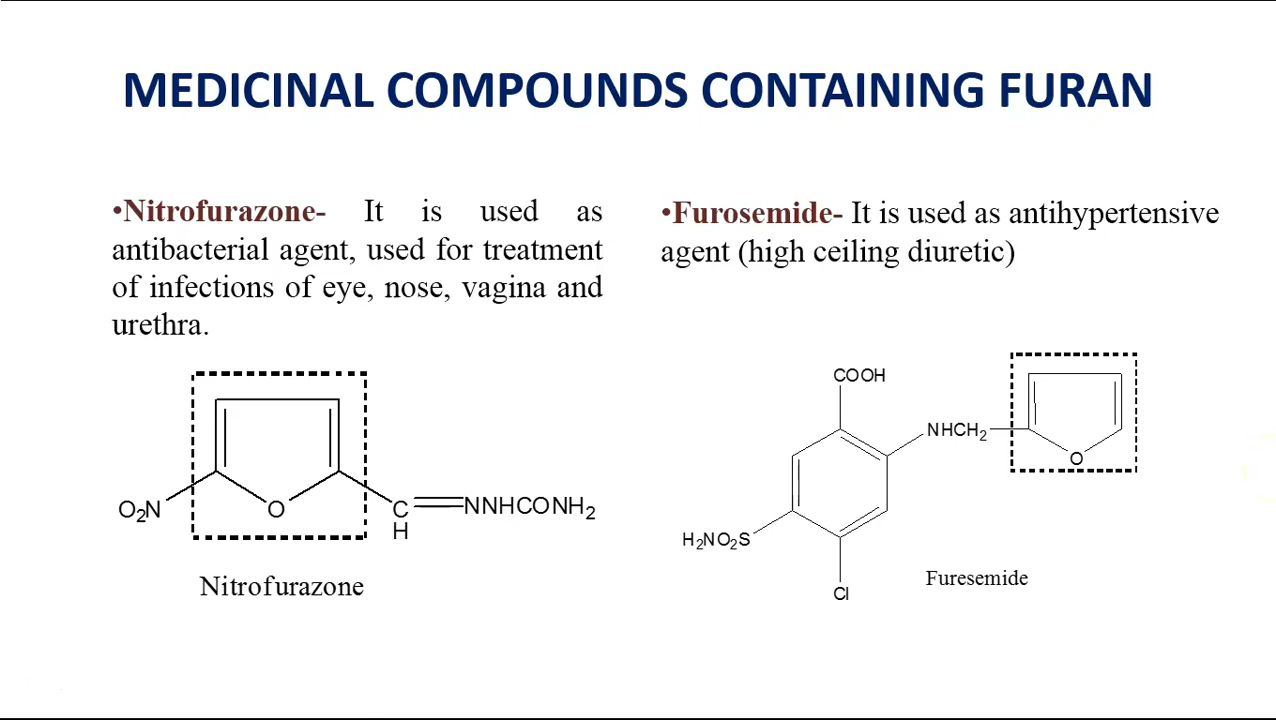 MEDICINAL COMPOUNDS CONTAINING FURAN
•Nitrofurazone- It is used as
antibacterial agent, used for treatment
of infections of eye, nose, vagina and
urethra.
O2N
O
C
H
NNHCONH2
Nitrofurazone
•Furosemide- It is used as antihypertensive
agent (high ceiling diuretic)
COOH
NHCH2
O
H2NO2S
Cl
Furesemide